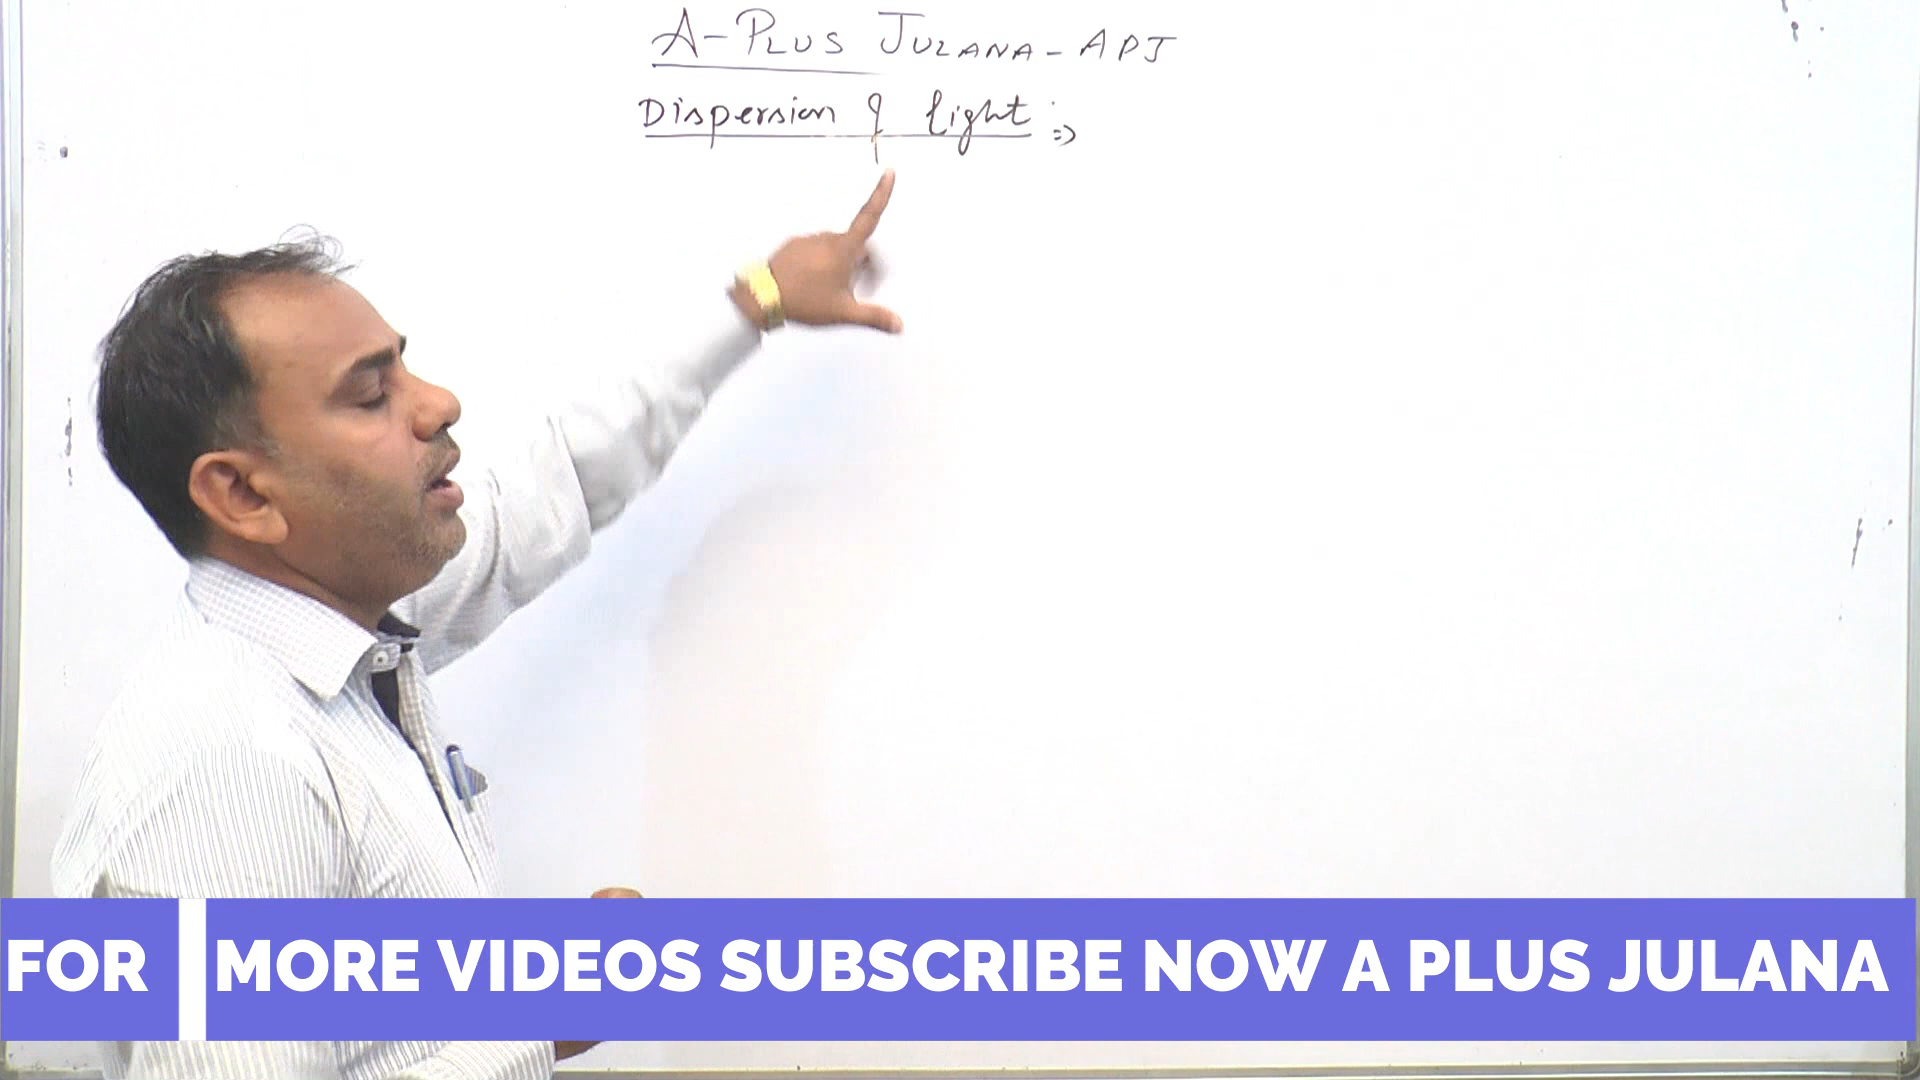 A-PLUS JULANA - APJ
Dispersion of light :=>
FOR MORE VIDEOS SUBSCRIBE NOW A PLUS JULANA